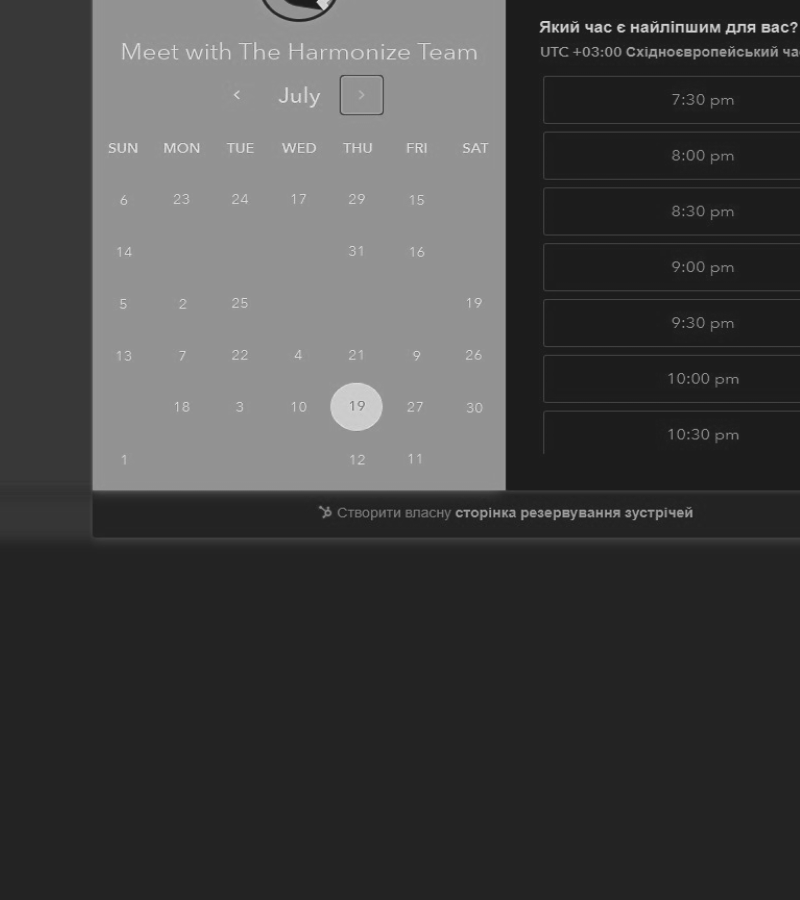 Meet with The Harmonize Team
July
SUN MON TUE WED THU FRI SAT
6 23 24 17 29 15
14 31 16
5 2 25 19
13 7 22 4 21 9 26
18 3 10 19 27 30
1 12 11
Який час є найліпшим для вас?
UTC +03:00 Східноєвропейський
7:30 pm
8:00 pm
8:30 pm
9:00 pm
9:30 pm
10:00 pm
10:30 pm
Створити власну сторінка резервування зустрічей